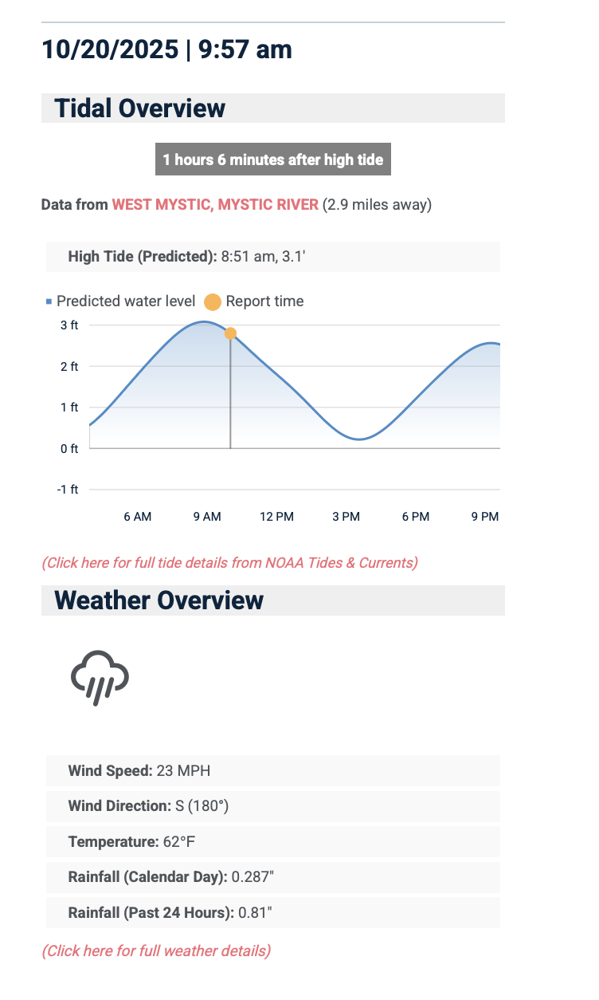 10/20/2025 | 9:57 am
Tidal Overview
1 hours 6 minutes after high tide
Data from WEST MYSTIC, MYSTIC RIVER (2.9 miles away)
High Tide (Predicted): 8:51 am, 3.1'
Predicted water level Report time
3 ft
2 ft
1 ft
0 ft
-1 ft
6 AM 9 AM 12 PM 3 PM 6 PM 9 PM
(Click here for full tide details from NOAA Tides & Currents)
Weather Overview
Wind Speed: 23 MPH
Wind Direction: S (180°)
Temperature: 62°F
Rainfall (Calendar Day): 0.287"
Rainfall (Past 24 Hours): 0.81"
(Click here for full weather details)